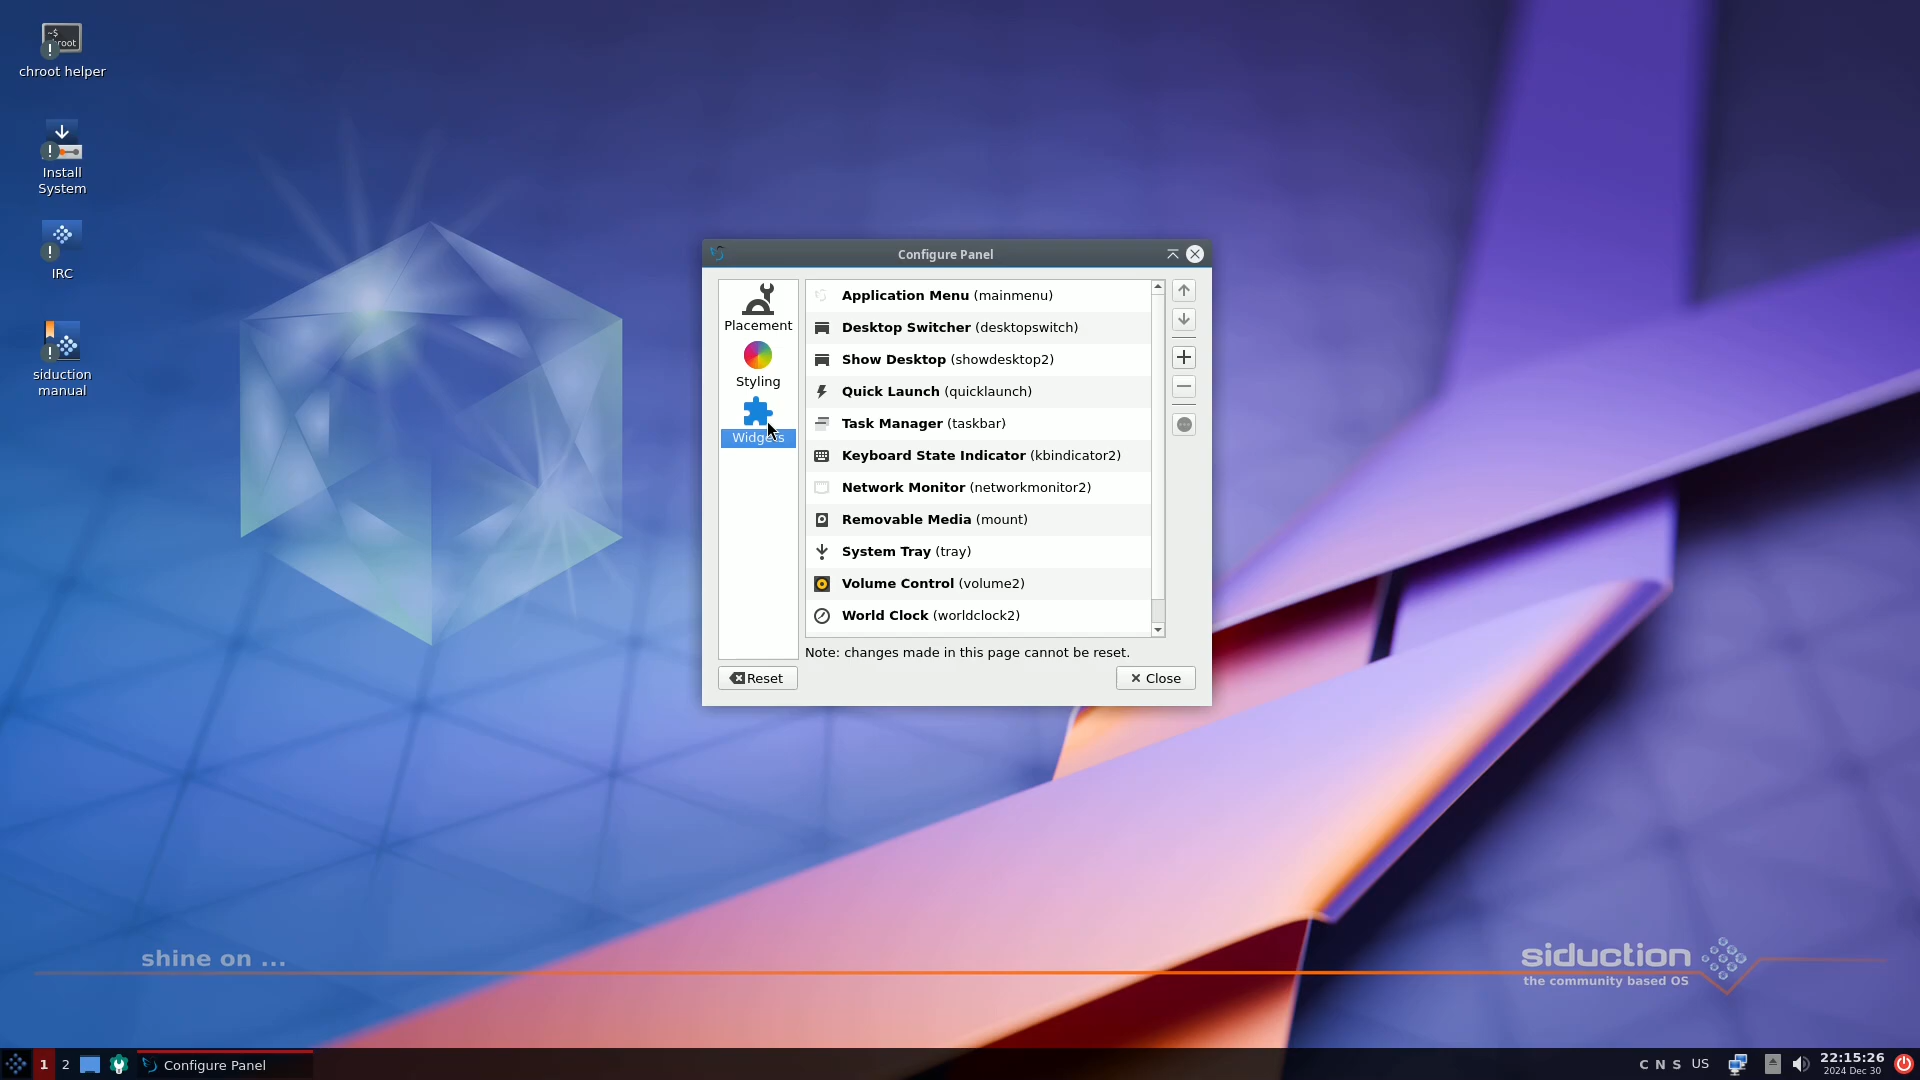 ~$
chroot helper
Install
System
IRC
siduction
manual
Configure Panel
Placement
Styling
Widgets
Application Menu (mainmenu)
Desktop Switcher (desktopswitch)
Show Desktop (showdesktop2)
Quick Launch (quicklaunch)
Task Manager (taskbar)
Keyboard State Indicator (kbindicator2)
Network Monitor (networkmonitor2)
Removable Media (mount)
System Tray (tray)
Volume Control (volume2)
World Clock (worldclock2)
Note: changes made in this page cannot be reset.
Reset
Close
shine on ...
siduction
the community based OS
1 2 Configure Panel
C N S US
22:15:26
2024 Dec 30